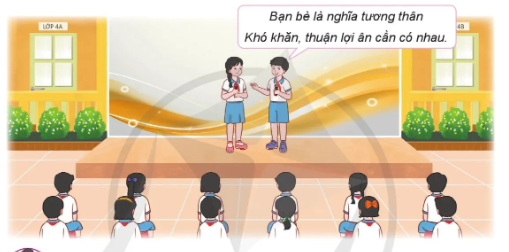 Bạn bè là nghĩa tương thân
Khó khăn, thuận lợi ân cần có nhau.
LỚP 4A
4B